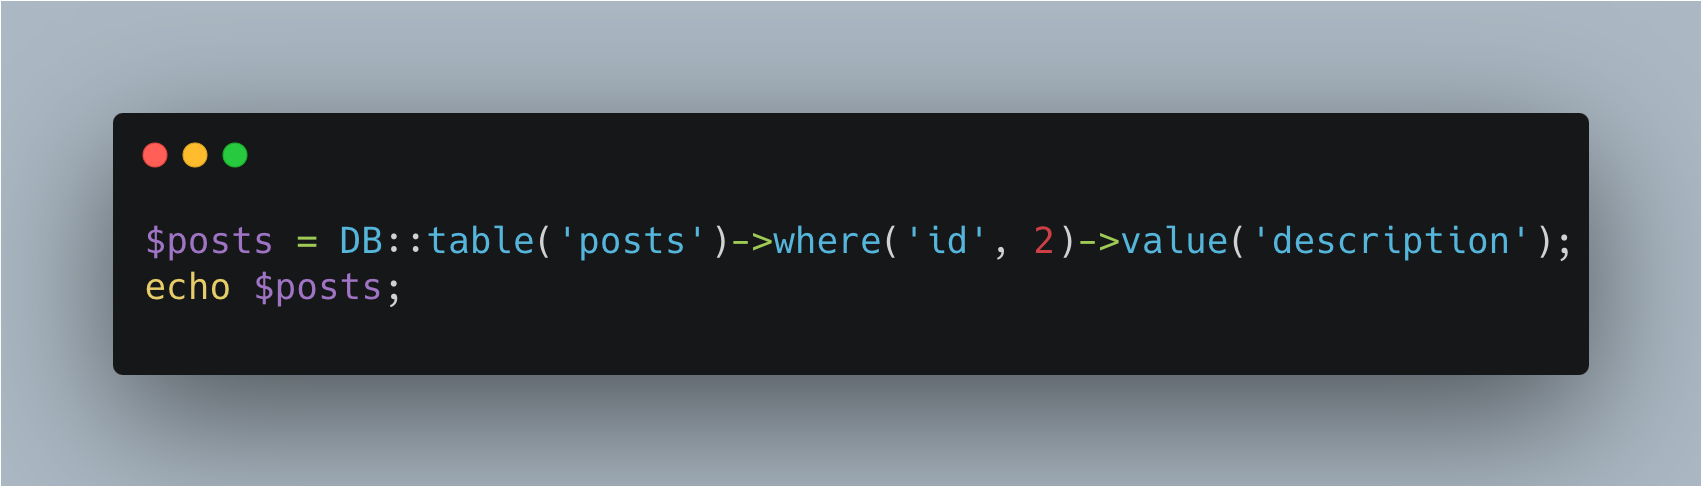 $posts = DB::table('posts')->where('id', 2)->value('description');
echo $posts;